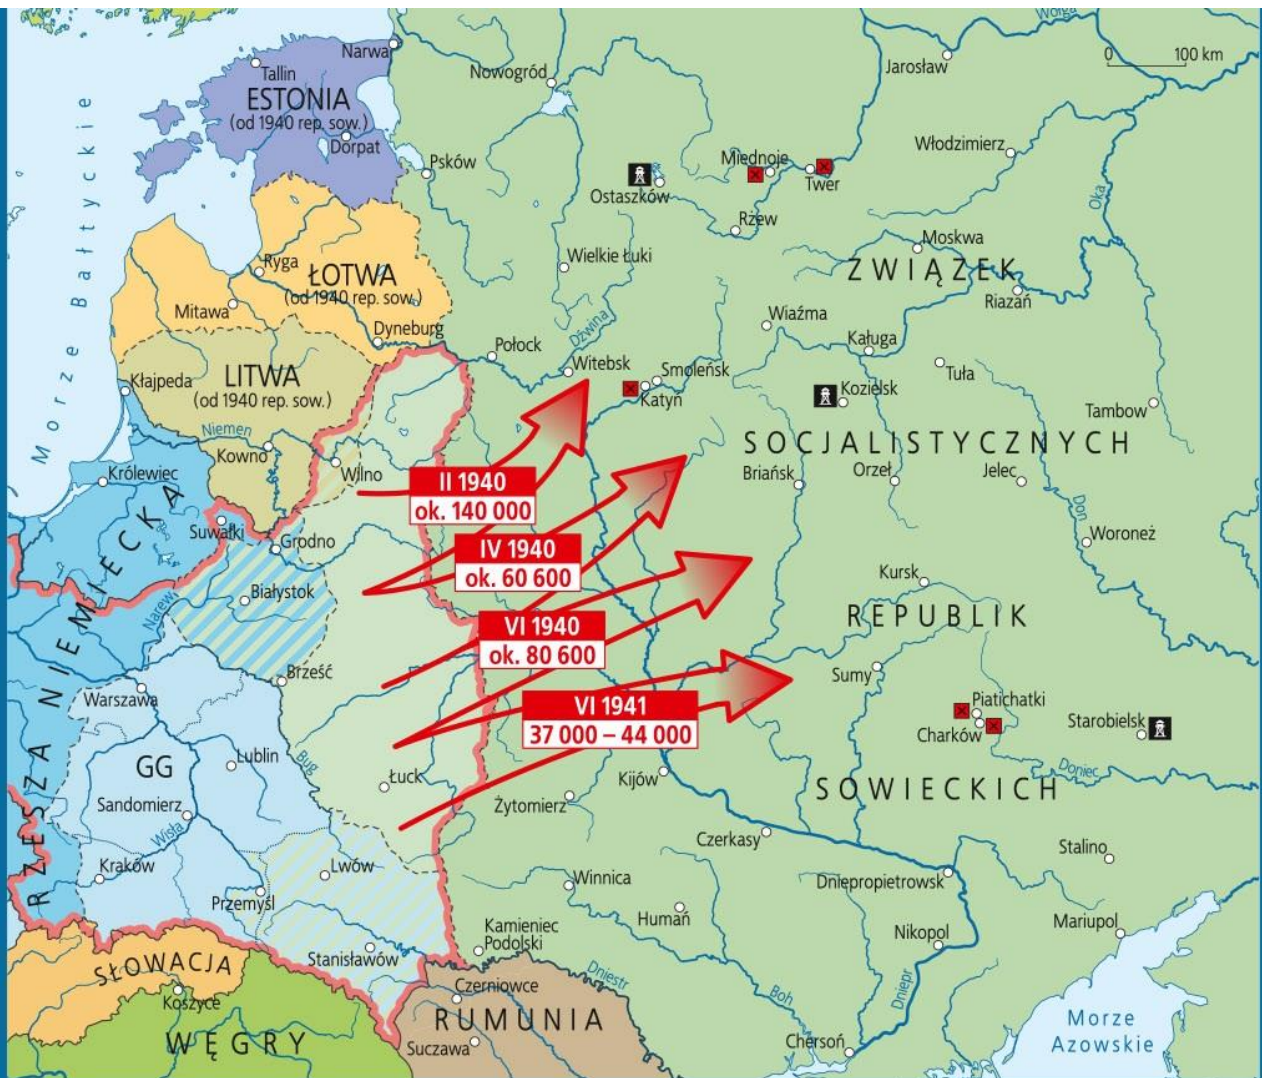 Wołga
Narwa
Tallin
ESTONIA
(od 1940 rep. sow.)
Dorpat
Nowogród
Jarosław
0 100 km
Psków
Ostaszków
Miednoje
Twer
Włodzimierz
Rżew
Oka
Morze Bałtyckie
Ryga
ŁOTWA
(od 1940 rep. sow.)
Mitawa
Dyneburg
Wielkie Łuki
Moskwa
ZWIĄZEK
Riazań
Wiaźma
Kaługa
Dźwina
Połock
Witebsk
Smoleńsk
Katyn
Tuła
Kozielsk
Tambow
Kłajpeda
LITWA
(od 1940 rep. sow.)
Niemen
Kowno
Wilno
SOCJALISTYCZNYCH
Briańsk
Orzeł
Jelec
Królewiec
II 1940
ok. 140 000
Don
Woroneż
Suwałki
Grodno
IV 1940
ok. 60 600
Białystok
Narew
Kursk
REPUBLIK
VI 1940
ok. 80 600
Brześć
Warszawa
Sumy
VI 1941
37 000 – 44 000
Piatichatki
Charków
Starobielsk
RZESZA NIEMIECKA
GG
Lublin
Bug
Łuck
Kijów
Doniec
SOWIECKICH
Sandomierz
Wisła
Żytomierz
Czerkasy
Stalino
Kraków
Lwów
Przemyśl
Winnica
Dniepropietrowsk
Humań
Mariupol
Kamieniec
Podolski
Nikopol
Stanisławów
SŁOWACJA
Koszyce
Czerniowce
Dniestr
Boh
Dniepr
WĘGRY
RUMUNIA
Suczawa
Chersoń
Morze
Azowskie